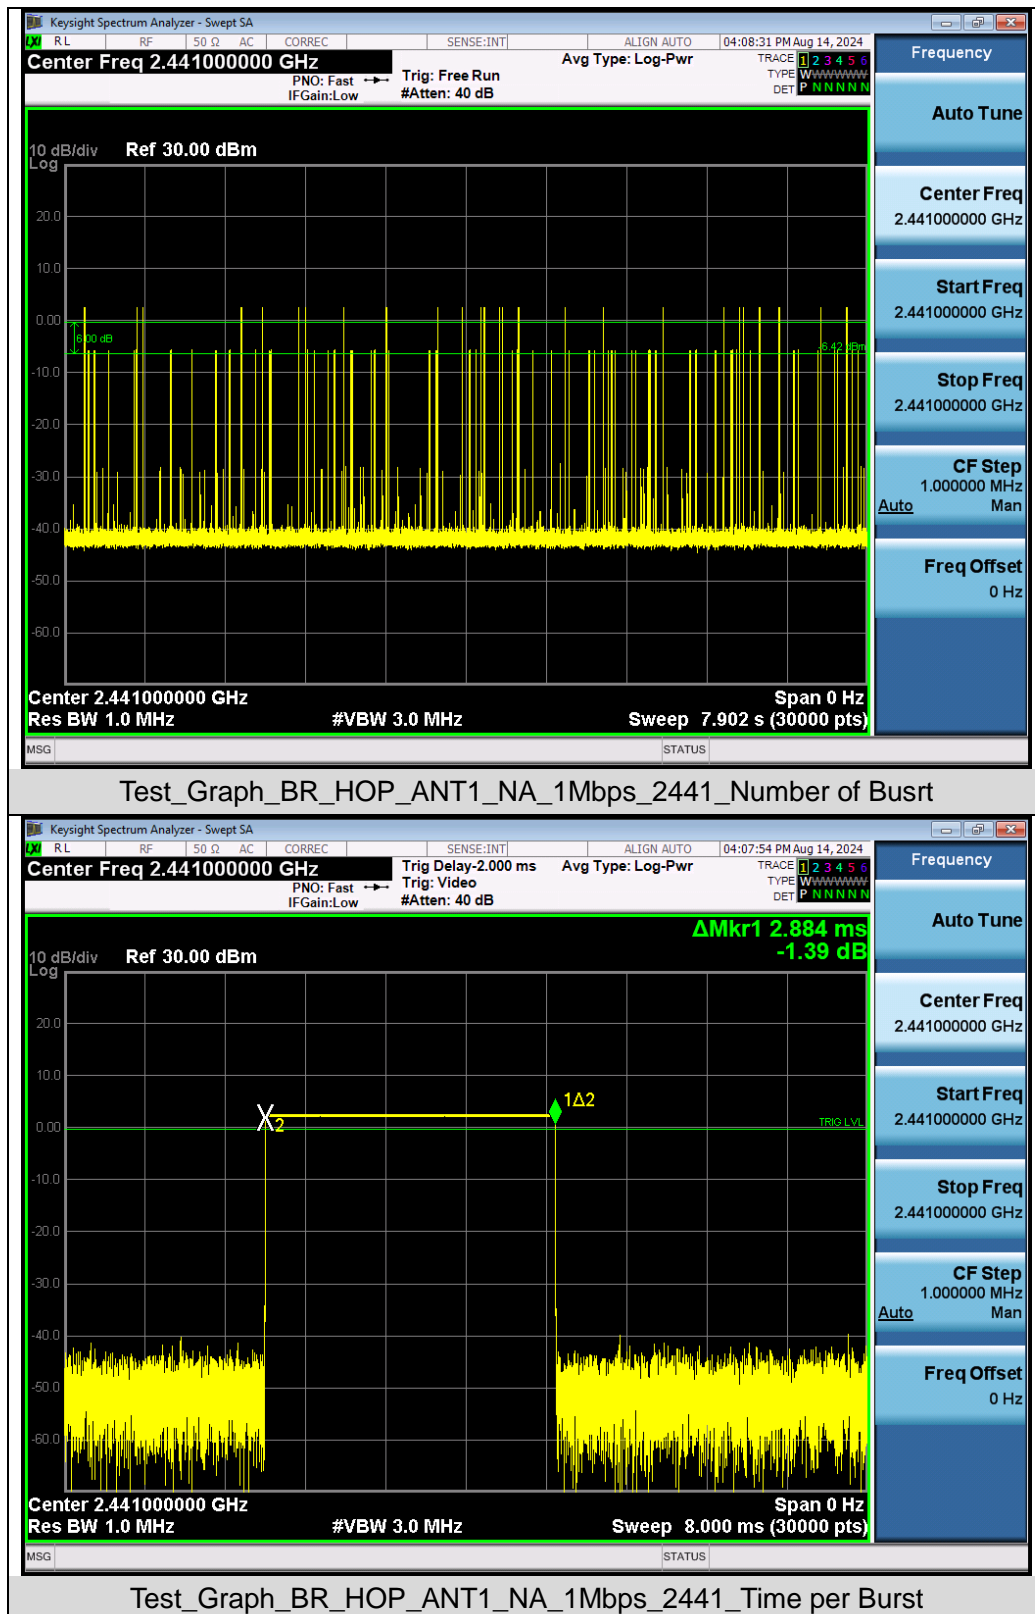 Keysight Spectrum Analyzer - Swept SA
LXI RL RF 50 Ω AC CORREC SENSE:INT ALIGN AUTO 04:08:31 PM Aug 14, 2024
Center Freq 2.441000000 GHz
PNO: Fast
IFGain:Low
Trig: Free Run
#Atten: 40 dB
Avg Type: Log-Pwr
TRACE 1 2 3 4 5 6
TYPE WWWWWW
DET P N N N N N
10 dB/div Ref 30.00 dBm
Log
20.0
10.0
0.00
6.00 dB
-6.42 dBm
-10.0
-20.0
-30.0
-40.0
-50.0
-60.0
Center 2.441000000 GHz Span 0 Hz
Res BW 1.0 MHz #VBW 3.0 MHz Sweep 7.902 s (30000 pts)
MSG STATUS
Frequency
Auto Tune
Center Freq
2.441000000 GHz
Start Freq
2.441000000 GHz
Stop Freq
2.441000000 GHz
CF Step
1.000000 MHz
Auto Man
Freq Offset
0 Hz
Test_Graph_BR_HOP_ANT1_NA_1Mbps_2441_Number of Busrt
Keysight Spectrum Analyzer - Swept SA
LXI RL RF 50 Ω AC CORREC SENSE:INT ALIGN AUTO 04:07:54 PM Aug 14, 2024
Center Freq 2.441000000 GHz
PNO: Fast
IFGain:Low
Trig Delay-2.000 ms
Trig: Video
#Atten: 40 dB
Avg Type: Log-Pwr
TRACE 1 2 3 4 5 6
TYPE WWWWWW
DET P N N N N N
ΔMkr1 2.884 ms
-1.39 dB
10 dB/div Ref 30.00 dBm
Log
20.0
10.0
0.00
1Δ2
2
TRIG LVL
-10.0
-20.0
-30.0
-40.0
-50.0
-60.0
Center 2.441000000 GHz Span 0 Hz
Res BW 1.0 MHz #VBW 3.0 MHz Sweep 8.000 ms (30000 pts)
MSG STATUS
Frequency
Auto Tune
Center Freq
2.441000000 GHz
Start Freq
2.441000000 GHz
Stop Freq
2.441000000 GHz
CF Step
1.000000 MHz
Auto Man
Freq Offset
0 Hz
Test_Graph_BR_HOP_ANT1_NA_1Mbps_2441_Time per Burst